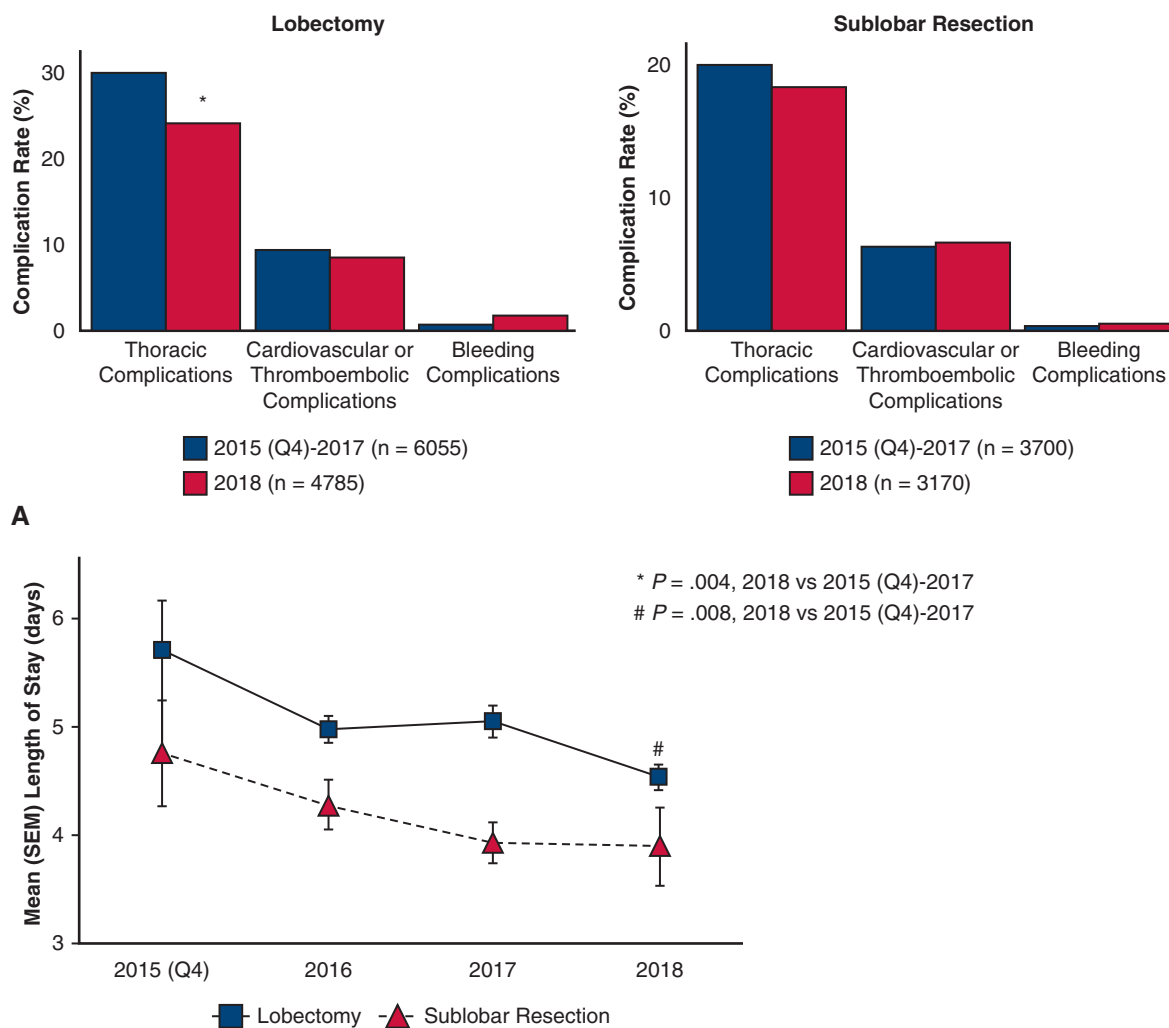 Lobectomy
Complication Rate (%)
30
20
10
0
*
Thoracic
Complications
Cardiovascular or
Thromboembolic
Complications
Bleeding
Complications
2015 (Q4)-2017 (n = 6055)
2018 (n = 4785)
Sublobar Resection
Complication Rate (%)
20
10
0
Thoracic
Complications
Cardiovascular or
Thromboembolic
Complications
Bleeding
Complications
2015 (Q4)-2017 (n = 3700)
2018 (n = 3170)
A
Mean (SEM) Length of Stay (days)
6
5
4
3
* P = .004, 2018 vs 2015 (Q4)-2017
# P = .008, 2018 vs 2015 (Q4)-2017
#
2015 (Q4) 2016 2017 2018
Lobectomy Sublobar Resection